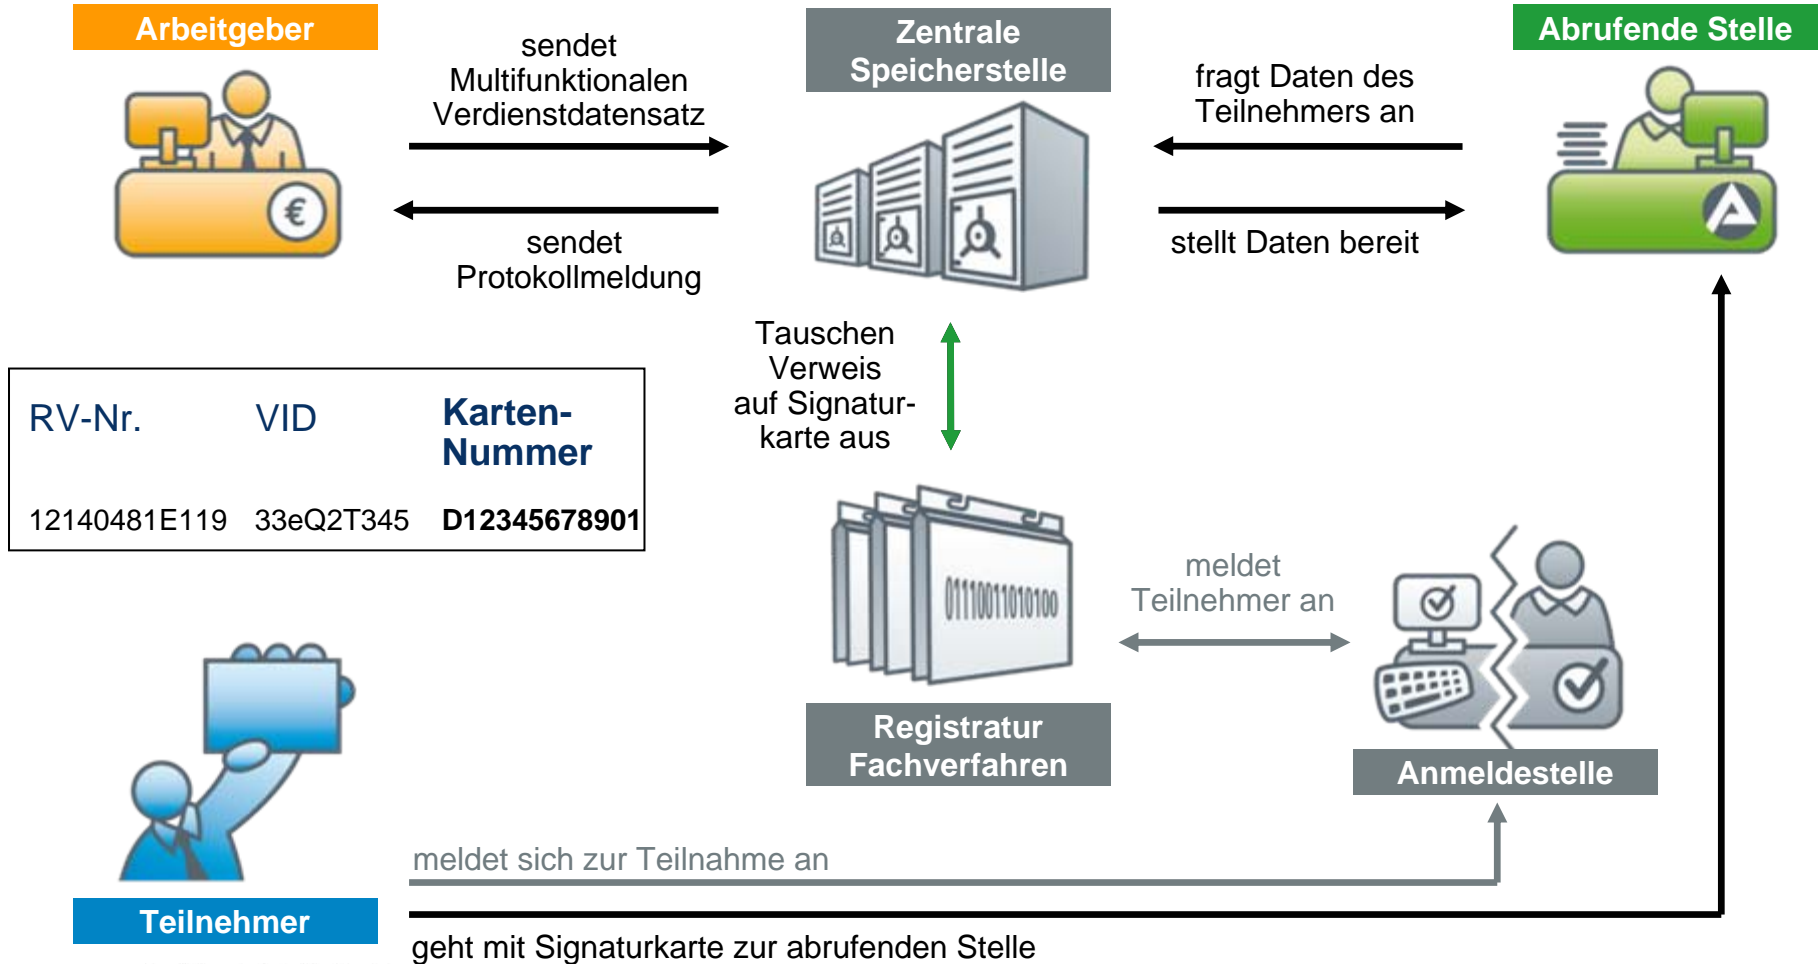 Arbeitgeber
sendet
Multifunktionalen
Verdienstdatensatz
Zentrale
Speicherstelle
fragt Daten des
Teilnehmers an
Abrufende Stelle
€
sendet
Protokollmeldung
stellt Daten bereit
Tauschen
Verweis
auf Signatur-
karte aus
RV-Nr. VID Karten-
Nummer
12140481E119 33eQ2T345 D12345678901
01110011010100
meldet
Teilnehmer an
Registratur
Fachverfahren
Anmeldestelle
meldet sich zur Teilnahme an
Teilnehmer
geht mit Signaturkarte zur abrufenden Stelle